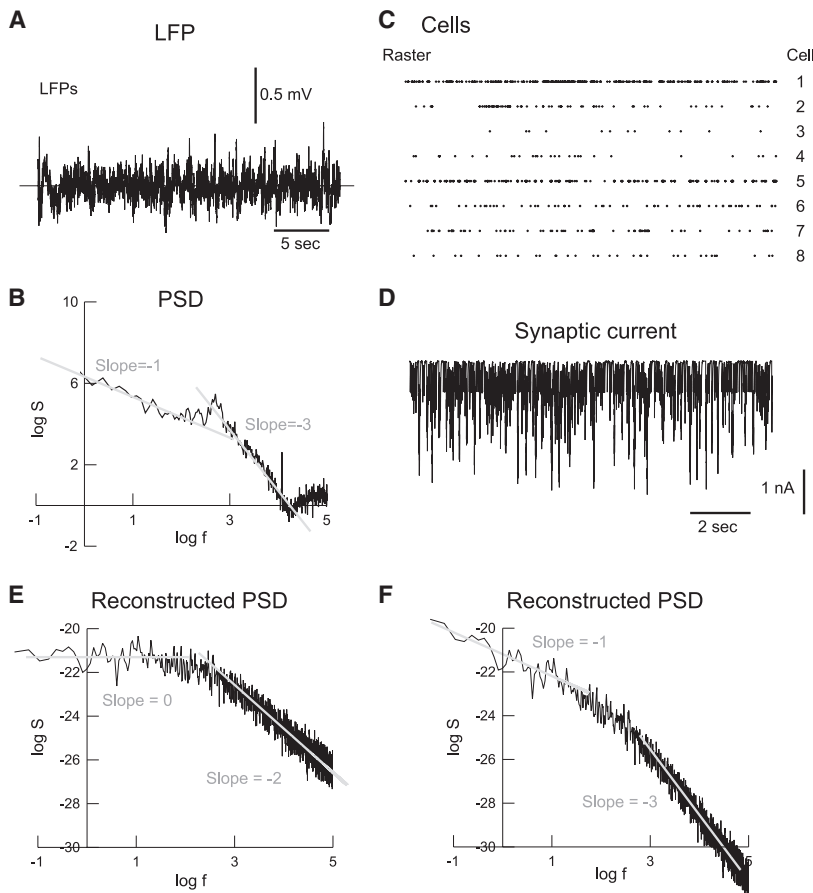 A
LFP
LFPs
0.5 mV
5 sec
B
PSD
10
6
2
-2
Slope=-1
Slope=-3
log S
-1
1
3
5
log f
C
Cells
Raster
Cell
1
2
3
4
5
6
7
8
D
Synaptic current
1 nA
2 sec
E
Reconstructed PSD
-20
-22
-24
-26
-28
-30
log S
Slope = 0
Slope = -2
-1
1
3
5
log f
F
Reconstructed PSD
-20
-22
-24
-26
-28
-30
log S
Slope = -1
Slope = -3
-1
1
3
5
log f